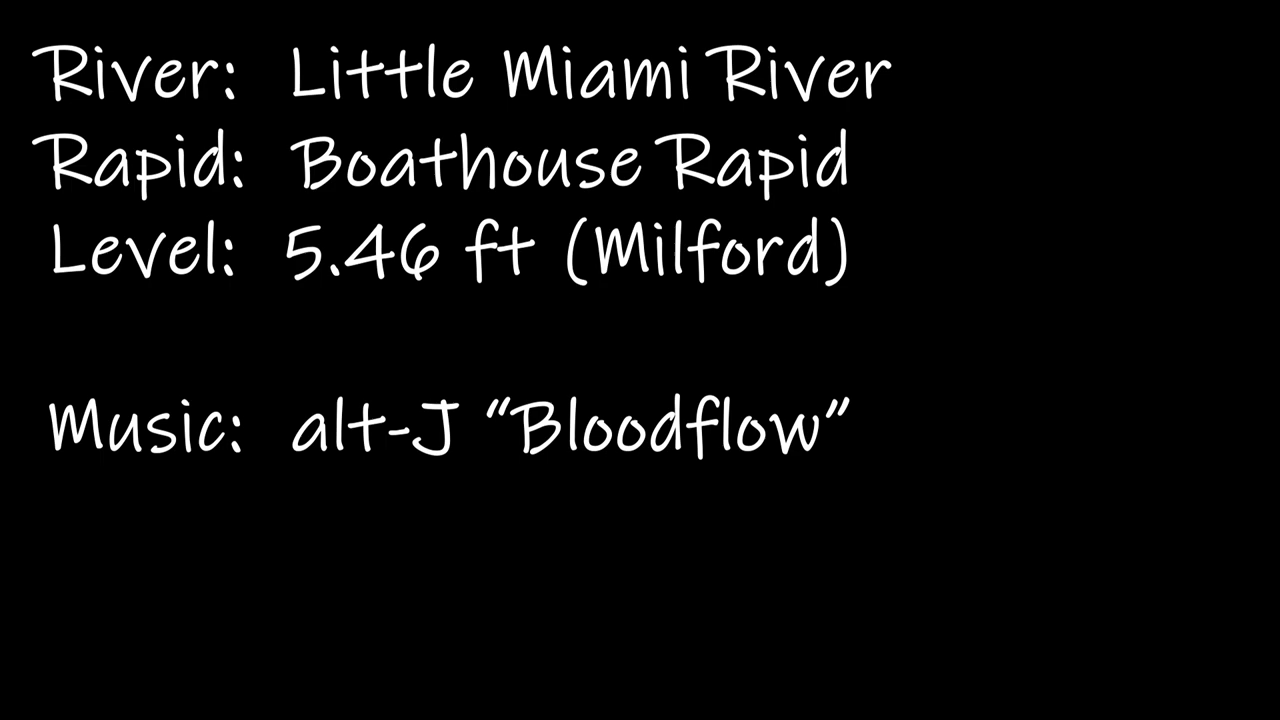 River: Little Miami River
Rapid: Boathouse Rapid
Level: 5.46 ft (Milford)
Music: alt-J “Bloodflow”